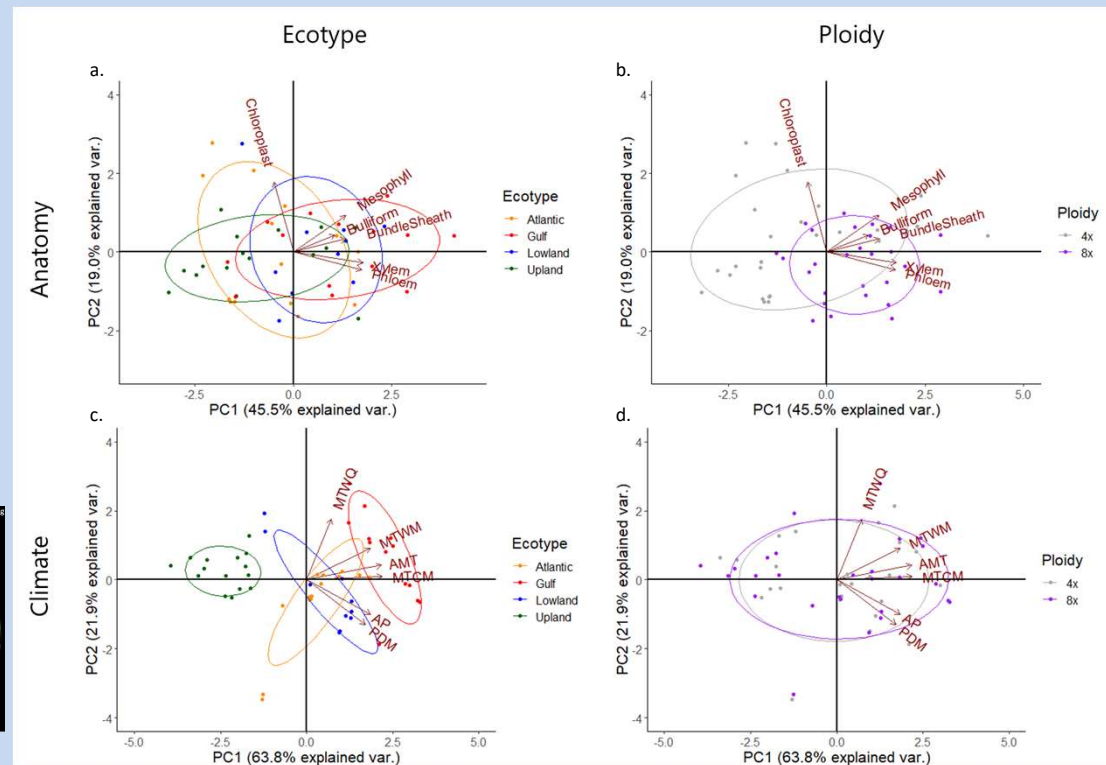 Ecotype
Ploidy
Anatomy
a.
4
2
0
-2
PC2 (19.0% explained var.)
Chloroplast
Mesophyll
Bulliform
BundleSheath
Xylem
Phloem
-2.5
0.0
2.5
PC1 (45.5% explained var.)
Ecotype
Atlantic
Gulf
Lowland
Upland
b.
4
2
0
-2
PC2 (19.0% explained var.)
Chloroplast
Mesophyll
Bulliform
BundleSheath
Xylem
Phloem
-2.5
0.0
2.5
5.0
PC1 (45.5% explained var.)
Ploidy
4x
8x
Climate
c.
4
2
0
-2
-4
PC2 (21.9% explained var.)
MTWQ
MTWM
AMT
MTCM
AP
PDM
-5.0
-2.5
0.0
2.5
5.0
PC1 (63.8% explained var.)
Ecotype
Atlantic
Gulf
Lowland
Upland
d.
4
2
0
-2
-4
PC2 (21.9% explained var.)
MTWQ
MTWM
AMT
MTCM
AP
PDM
-5.0
-2.5
0.0
2.5
5.0
PC1 (63.8% explained var.)
Ploidy
4x
8x